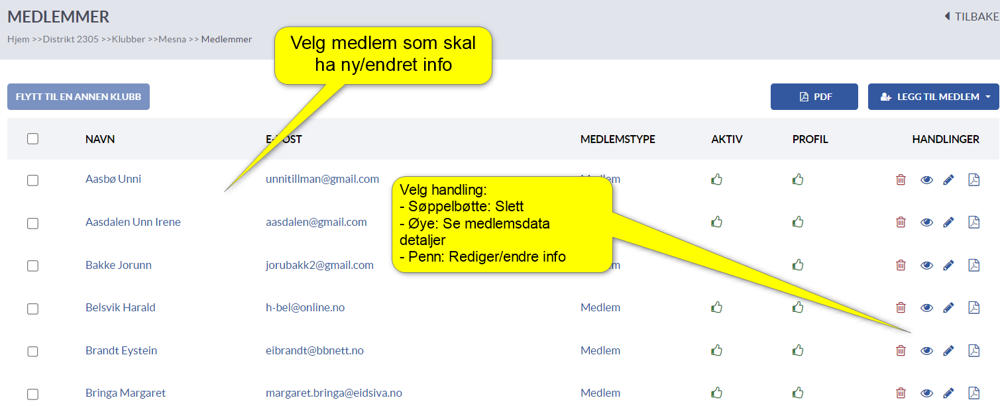 MEDLEMMER
TILBAKE
Hjem >>Distrikt 2305 >>Klubber >>Mesna >> Medlemmer
Velg medlem som skal
ha ny/endret info
FLYTT TIL EN ANNEN KLUBB
PDF
LEGG TIL MEDLEM
NAVN E-POST MEDLEMSTYPE AKTIV PROFIL HANDLINGER
Aasbø Unni unnitillman@gmail.com Medlem
Velg handling:
- Søppelbøtte: Slett
- Øye: Se medlemsdata
detaljer
- Penn: Rediger/endre info
Aasdalen Unn Irene aasdalen@gmail.com
Bakke Jorunn jorubakk2@gmail.com
Belsvik Harald h-bel@online.no Medlem
Brandt Eystein eibrandt@bbnett.no Medlem
Bringa Margaret margaret.bringa@eidsiva.no Medlem